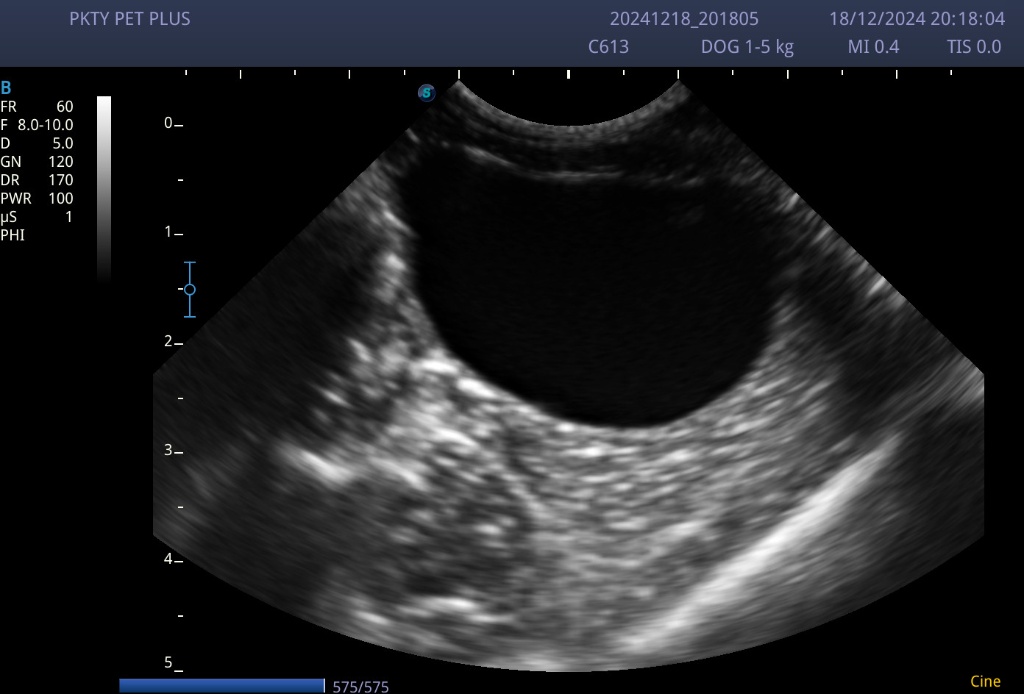 PKTY PET PLUS
20241218_201805
18/12/2024 20:18:04
C613
DOG 1-5 kg
MI 0.4
TIS 0.0
B
FR 60
F 8.0-10.0
D 5.0
GN 120
DR 170
PWR 100
µS 1
PHI
S
0
1
2
3
4
5
575/575
Cine